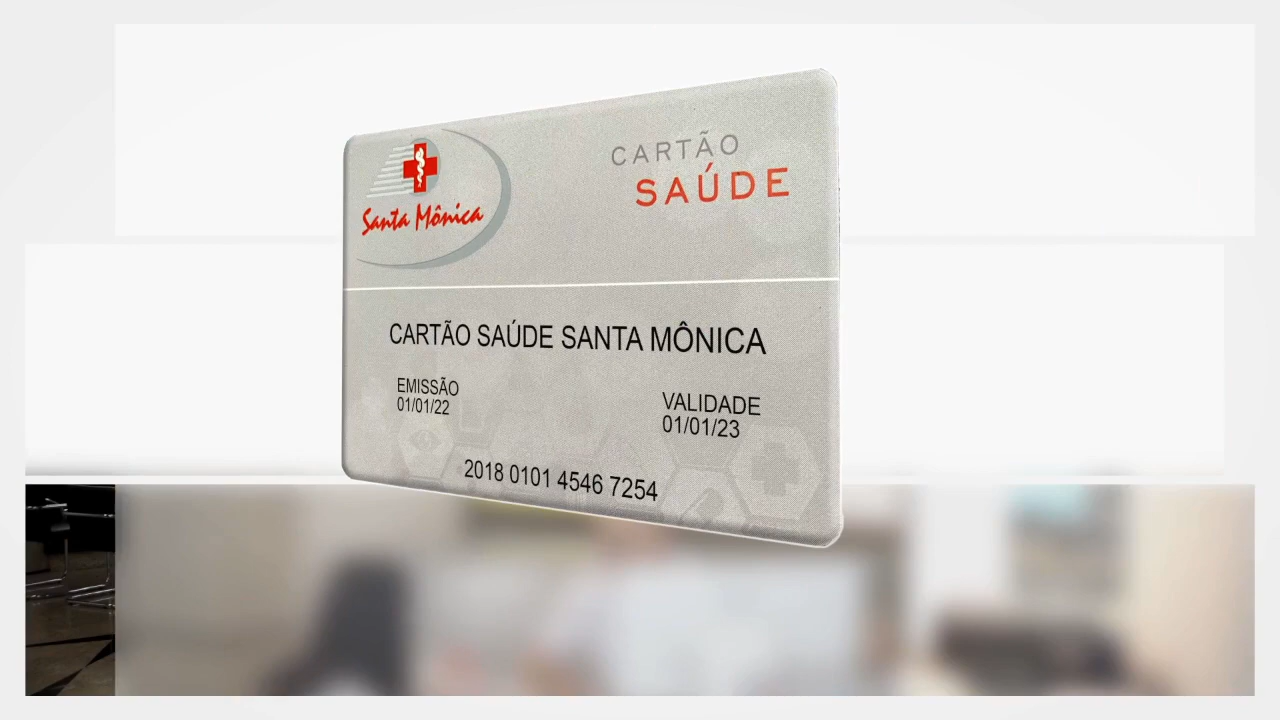 Santa Mônica
CARTÃO
SAÚDE
CARTÃO SAÚDE SANTA MÔNICA
EMISSÃO
01/01/22
VALIDADE
01/01/23
2018 0101 4546 7254